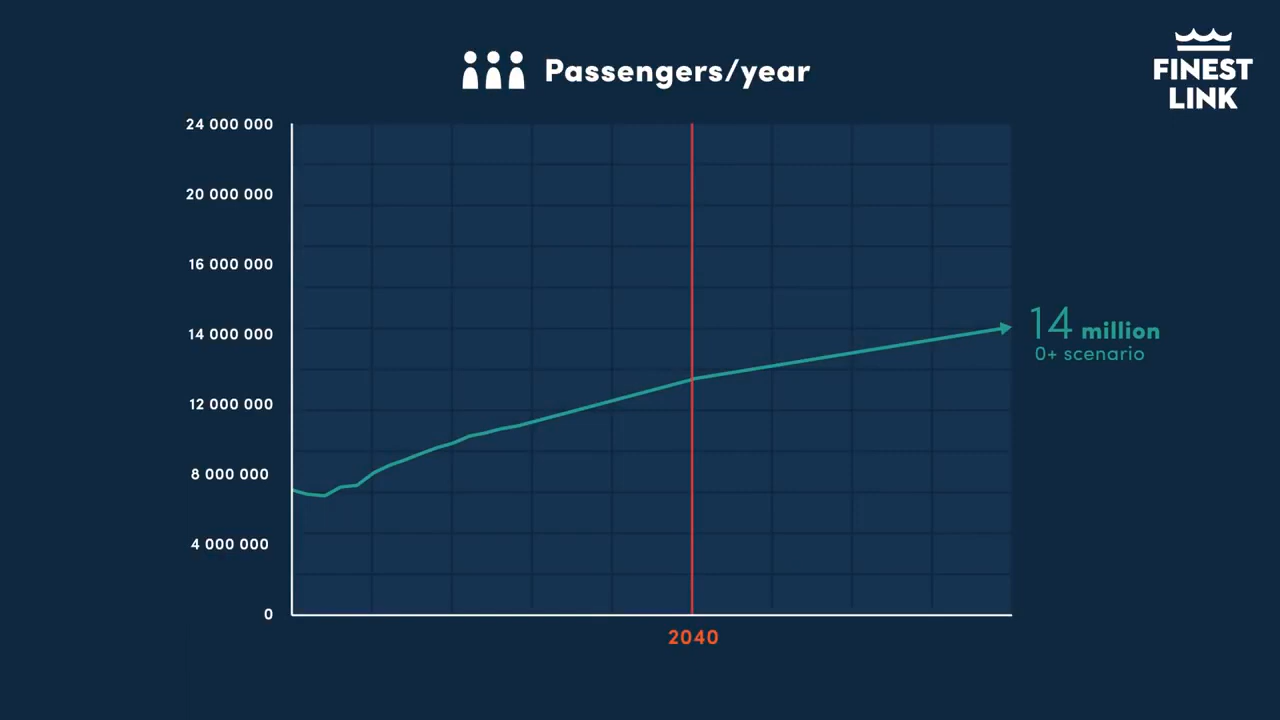 Passengers/year
FINEST
LINK
24 000 000
20 000 000
16 000 000
14 000 000
12 000 000
8 000 000
4 000 000
0
14 million
0+ scenario
2040